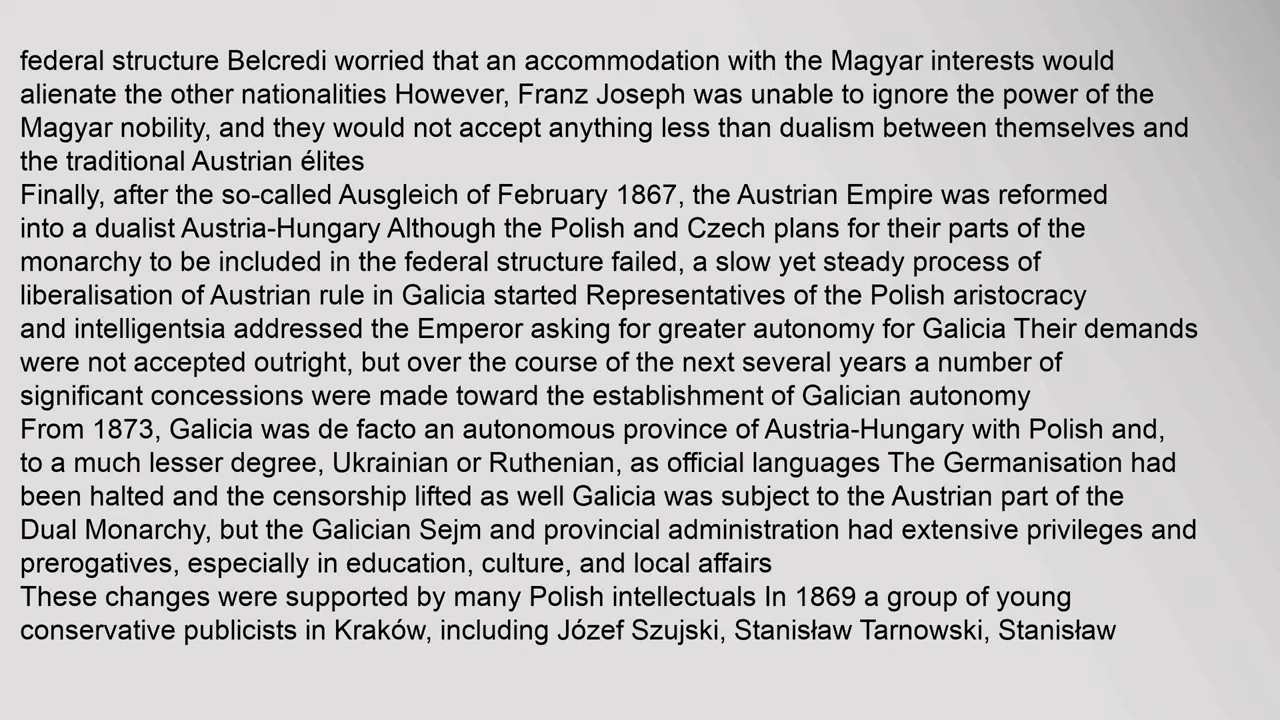 federal structure Belcredi worried that an accommodation with the Magyar interests would
alienate the other nationalities However, Franz Joseph was unable to ignore the power of the
Magyar nobility, and they would not accept anything less than dualism between themselves and
the traditional Austrian élites
Finally, after the so-called Ausgleich of February 1867, the Austrian Empire was reformed
into a dualist Austria-Hungary Although the Polish and Czech plans for their parts of the
monarchy to be included in the federal structure failed, a slow yet steady process of
liberalisation of Austrian rule in Galicia started Representatives of the Polish aristocracy
and intelligentsia addressed the Emperor asking for greater autonomy for Galicia Their demands
were not accepted outright, but over the course of the next several years a number of
significant concessions were made toward the establishment of Galician autonomy
From 1873, Galicia was de facto an autonomous province of Austria-Hungary with Polish and,
to a much lesser degree, Ukrainian or Ruthenian, as official languages The Germanisation had
been halted and the censorship lifted as well Galicia was subject to the Austrian part of the
Dual Monarchy, but the Galician Sejm and provincial administration had extensive privileges and
prerogatives, especially in education, culture, and local affairs
These changes were supported by many Polish intellectuals In 1869 a group of young
conservative publicists in Kraków, including Józef Szujski, Stanisław Tarnowski, Stanisław